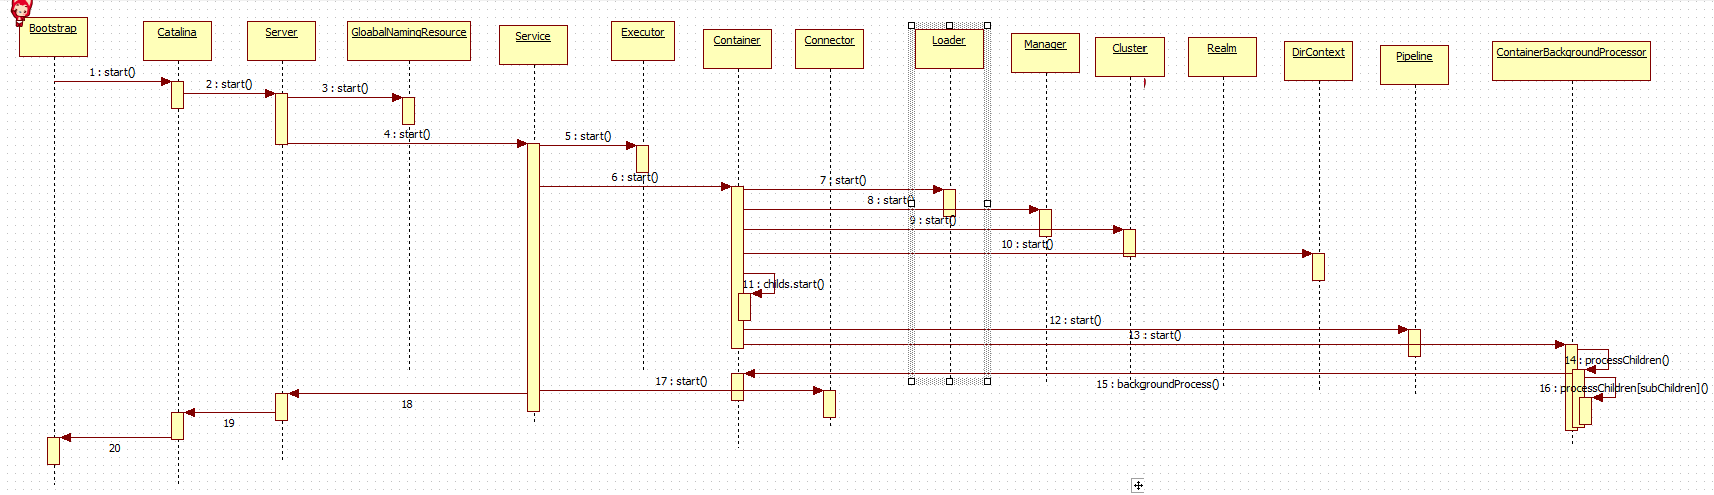 Bootstrap
Catalina
Server
GloabalNamingResource
Service
Executor
Container
Connector
Loader
Manager
Cluster
Realm
DirContext
Pipeline
ContainerBackgroundProcessor
1 : start()
2 : start()
3 : start()
4 : start()
5 : start()
6 : start()
7 : start()
8 : start()
9 : start()
10 : start()
11 : childs.start()
12 : start()
13 : start()
14 : processChildren()
15 : backgroundProcess()
16 : processChildren[subChildren]()
17 : start()
18
19
20